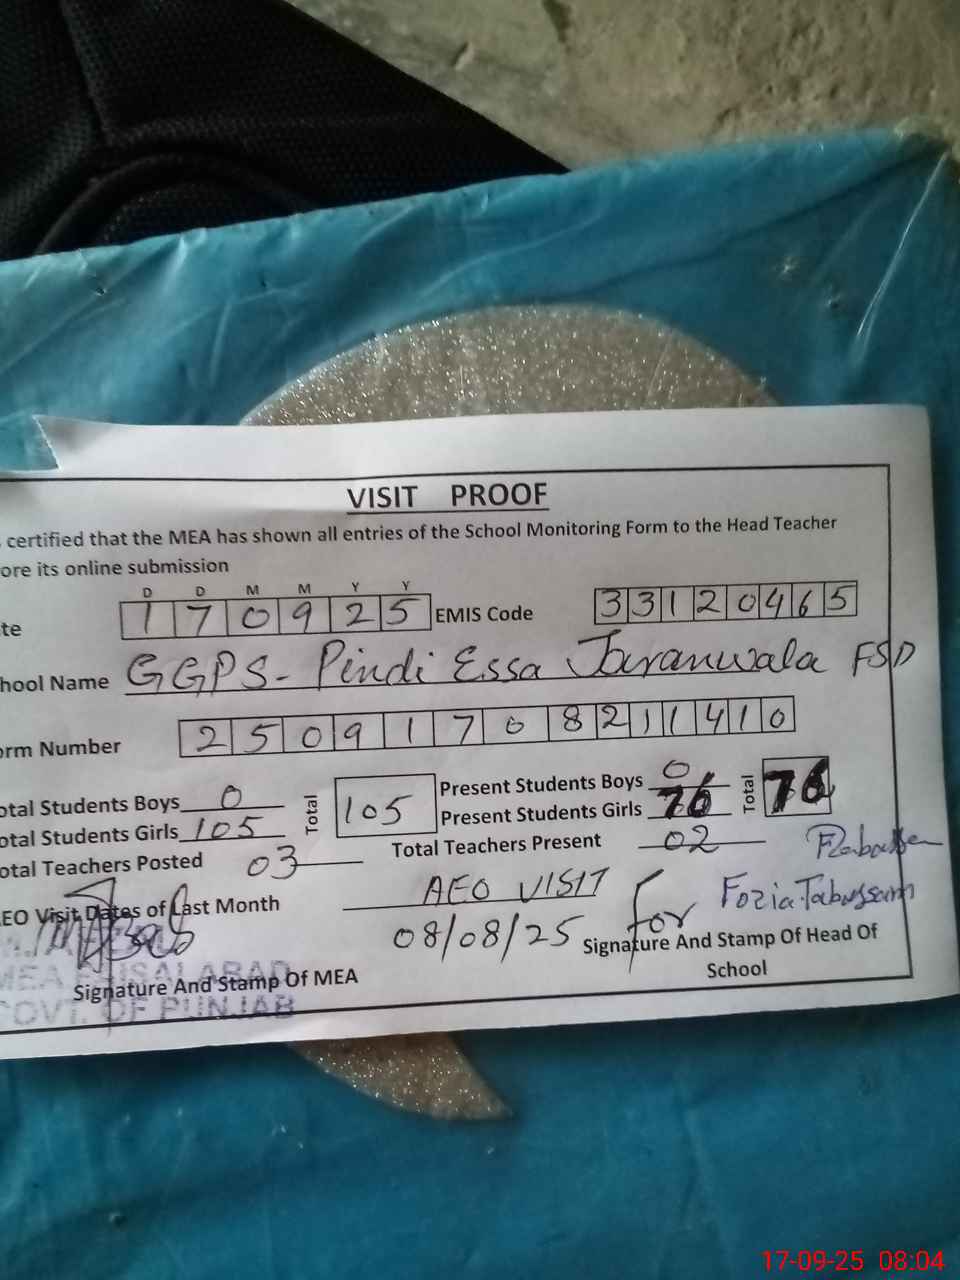 VISIT PROOF
certified that the MEA has shown all entries of the School Monitoring Form to the Head Teacher
ore its online submission
D D M M Y Y
te 1 7 0 9 2 5 EMIS Code 3 3 1 2 0 4 6 5
hool Name GGPS- Pindi Essa Jaranwala FSD
orm Number 2 5 0 9 1 7 0 8 2 1 1 4 1 0
otal Students Boys 0 Total 105 Present Students Boys 0 Total 76
otal Students Girls 105 Present Students Girls 76
otal Teachers Posted 03 Total Teachers Present 02
EO Visit Dates of Last Month AEO VISIT
08/08/25 for Fozia Tabussam
Signature And Stamp Of MEA Signature And Stamp Of Head Of
School
MEA FAISALABAD
GOVT. OF PUNJAB
17-09-25 08:04